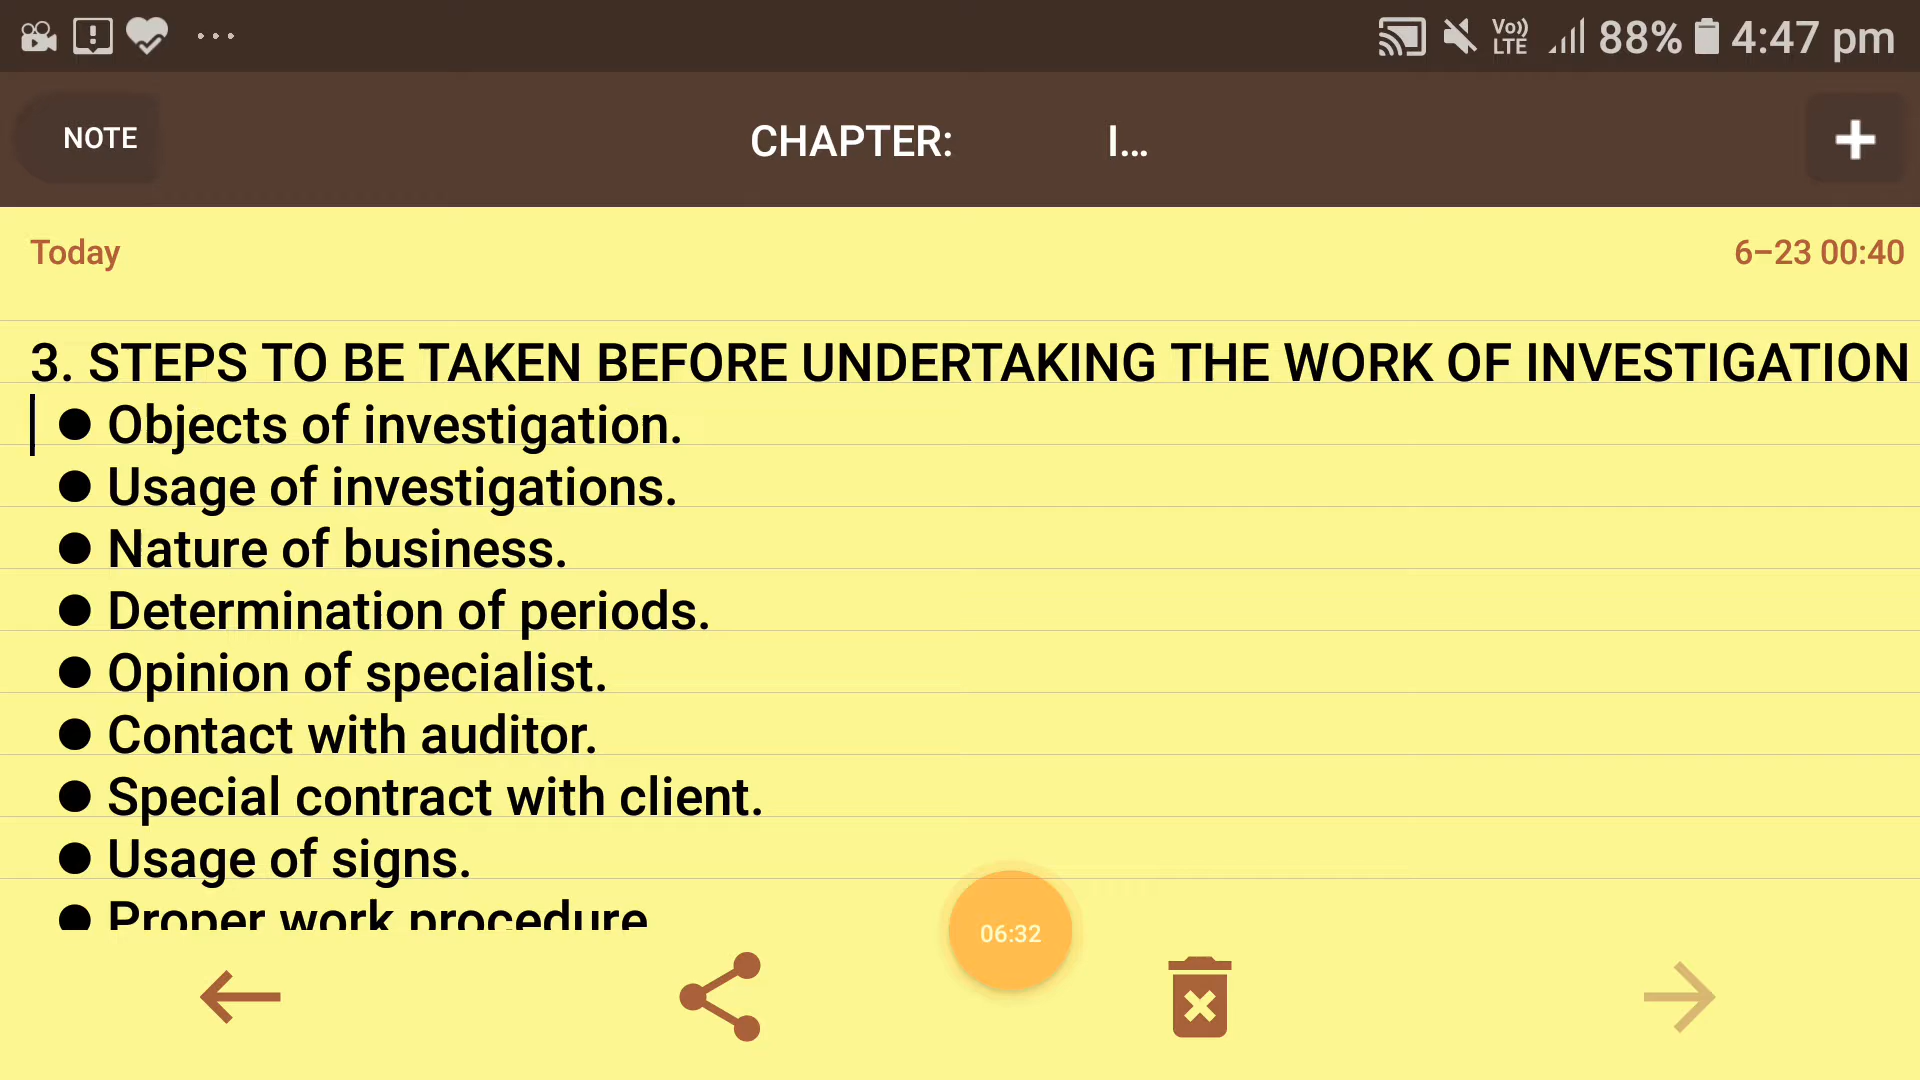 Vo)) LTE 88% 4:47 pm
NOTE CHAPTER: I...
Today 6–23 00:40
3. STEPS TO BE TAKEN BEFORE UNDERTAKING THE WORK OF INVESTIGATION
● Objects of investigation.
● Usage of investigations.
● Nature of business.
● Determination of periods.
● Opinion of specialist.
● Contact with auditor.
● Special contract with client.
● Usage of signs.
● Proper work procedure
06:32